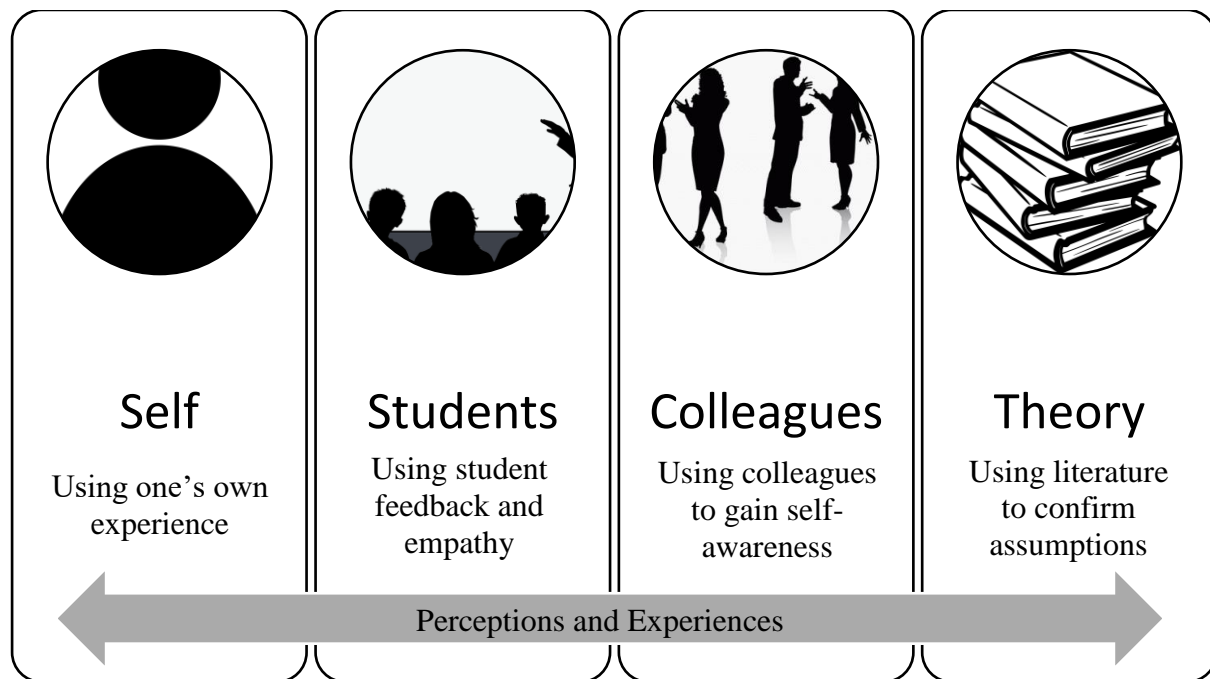 Self
Using one’s own
experience
Students
Using student
feedback and
empathy
Colleagues
Using colleagues
to gain self-
awareness
Theory
Using literature
to confirm
assumptions
Perceptions and Experiences